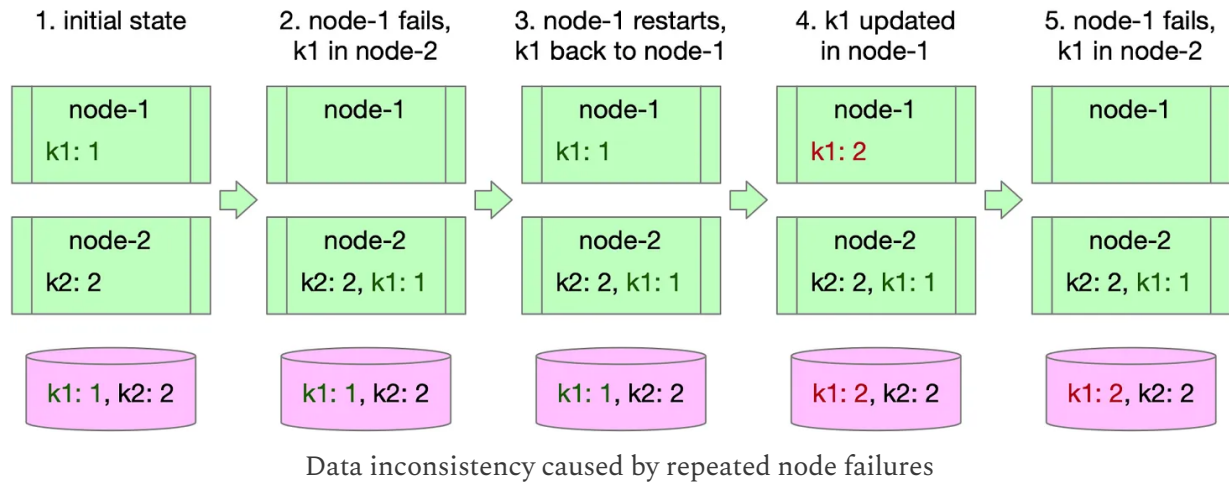 1. initial state
2. node-1 fails,
k1 in node-2
3. node-1 restarts,
k1 back to node-1
4. k1 updated
in node-1
5. node-1 fails,
k1 in node-2
node-1
k1: 1
node-1
node-1
k1: 1
node-1
k1: 2
node-1
node-2
k2: 2
node-2
k2: 2, k1: 1
node-2
k2: 2, k1: 1
node-2
k2: 2, k1: 1
node-2
k2: 2, k1: 1
k1: 1, k2: 2
k1: 1, k2: 2
k1: 1, k2: 2
k1: 2, k2: 2
k1: 2, k2: 2
Data inconsistency caused by repeated node failures